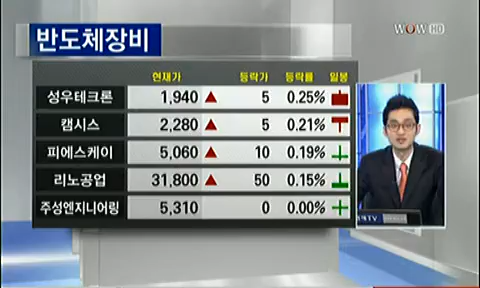 반도체장비
WOW HD
현재가 등락가 등락률 일봉
성우테크론 1,940 ▲ 5 0.25%
캠시스 2,280 ▲ 5 0.21%
피에스케이 5,060 ▲ 10 0.19%
리노공업 31,800 ▲ 50 0.15%
주성엔지니어링 5,310 0 0.00%
TV